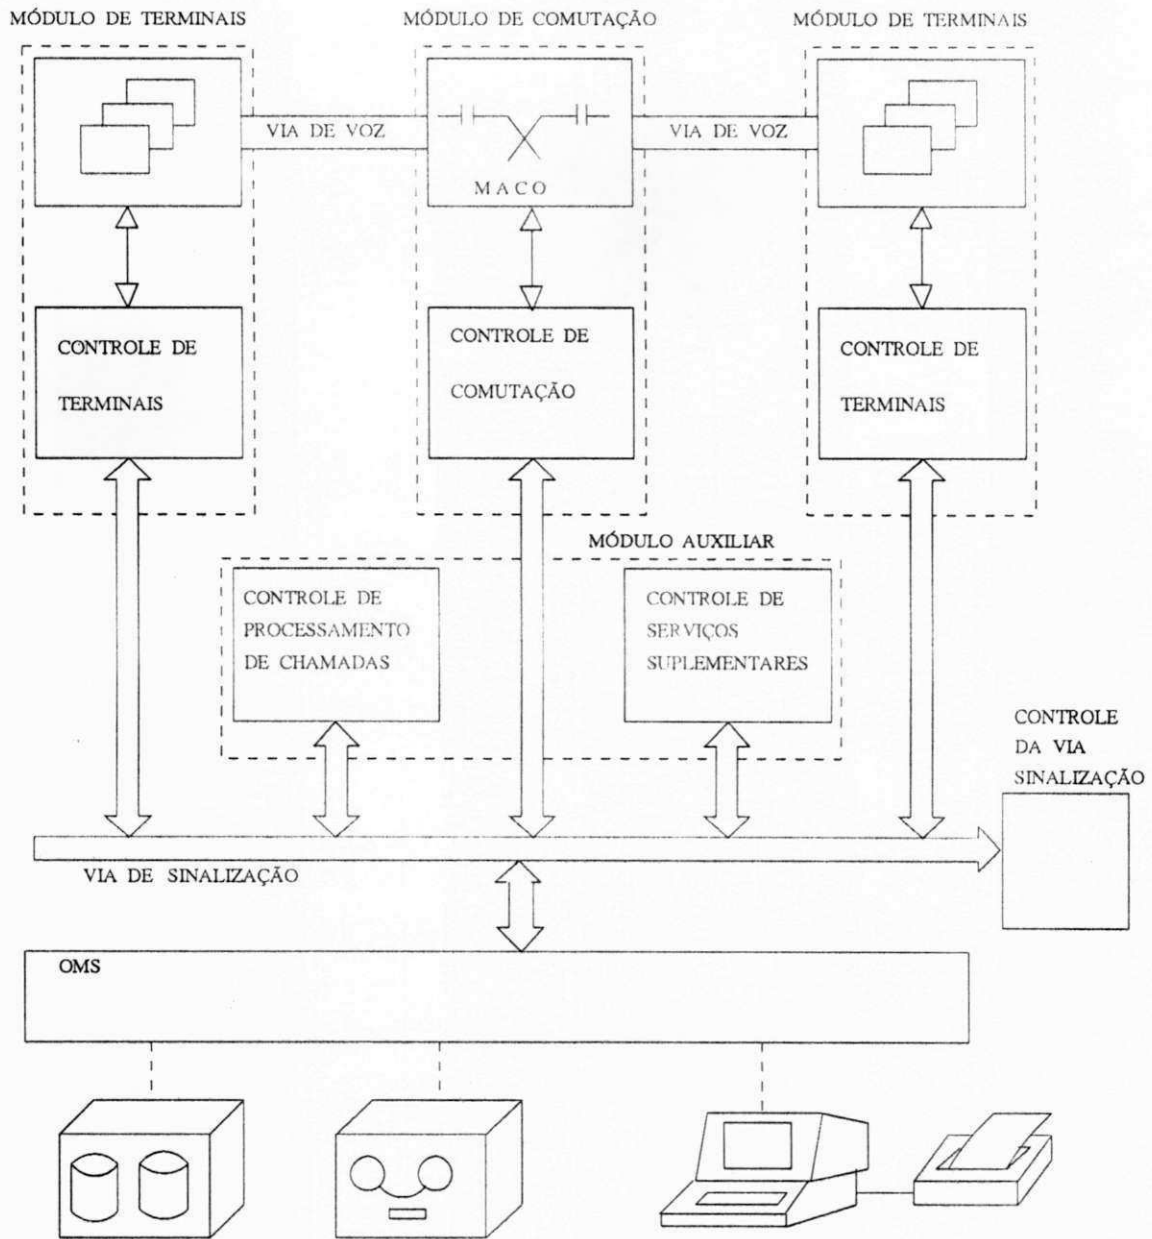 MÓDULO DE TERMINAIS
MÓDULO DE COMUTAÇÃO
MÓDULO DE TERMINAIS
VIA DE VOZ
VIA DE VOZ
MACO
CONTROLE DE
TERMINAIS
CONTROLE DE
COMUTAÇÃO
CONTROLE DE
TERMINAIS
MÓDULO AUXILIAR
CONTROLE DE
PROCESSAMENTO
DE CHAMADAS
CONTROLE DE
SERVIÇOS
SUPLEMENTARES
CONTROLE
DA VIA
SINALIZAÇÃO
VIA DE SINALIZAÇÃO
OMS